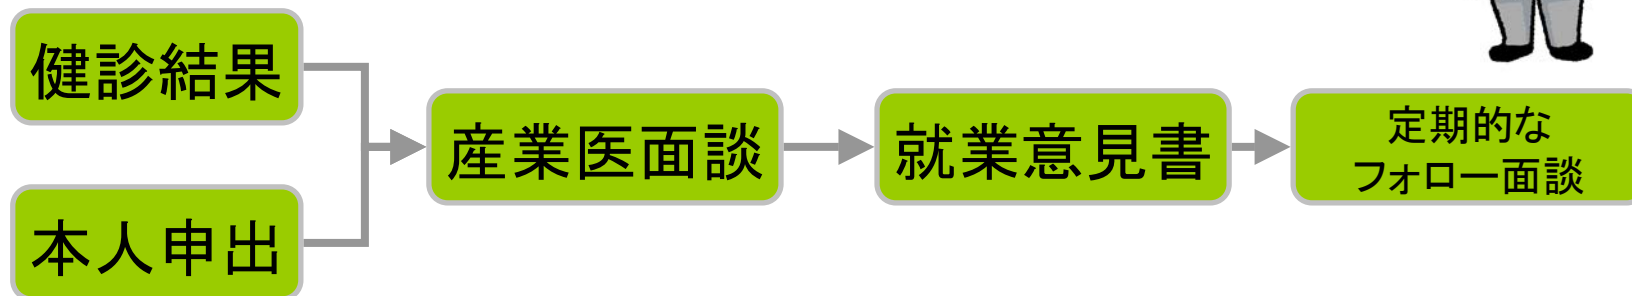 健診結果
本人申出
産業医面談
就業意見書
定期的な
フォロー面談